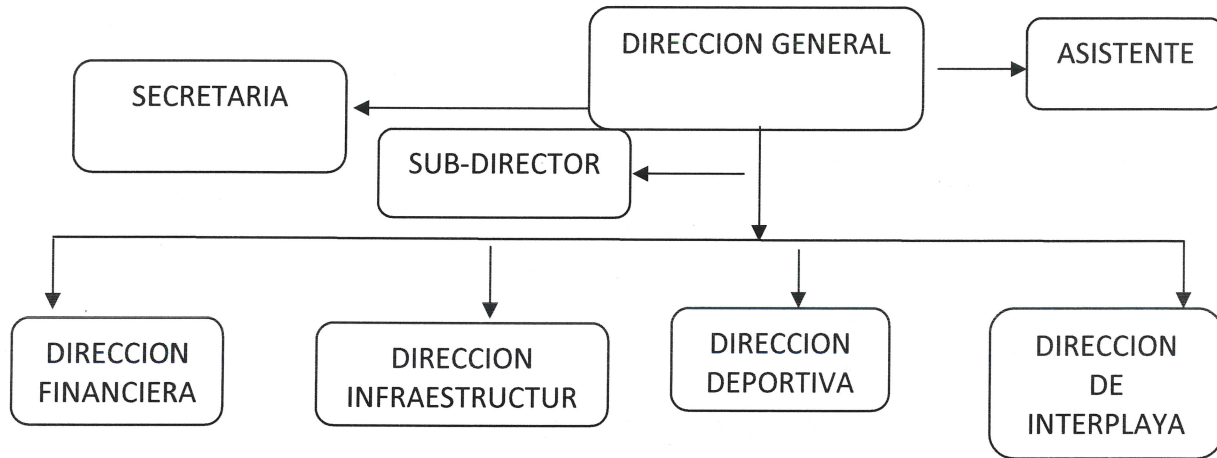 DIRECCION GENERAL
ASISTENTE
SECRETARIA
SUB-DIRECTOR
DIRECCION
FINANCIERA
DIRECCION
INFRAESTRUCTUR
DIRECCION
DEPORTIVA
DIRECCION
DE
INTERPLAYA